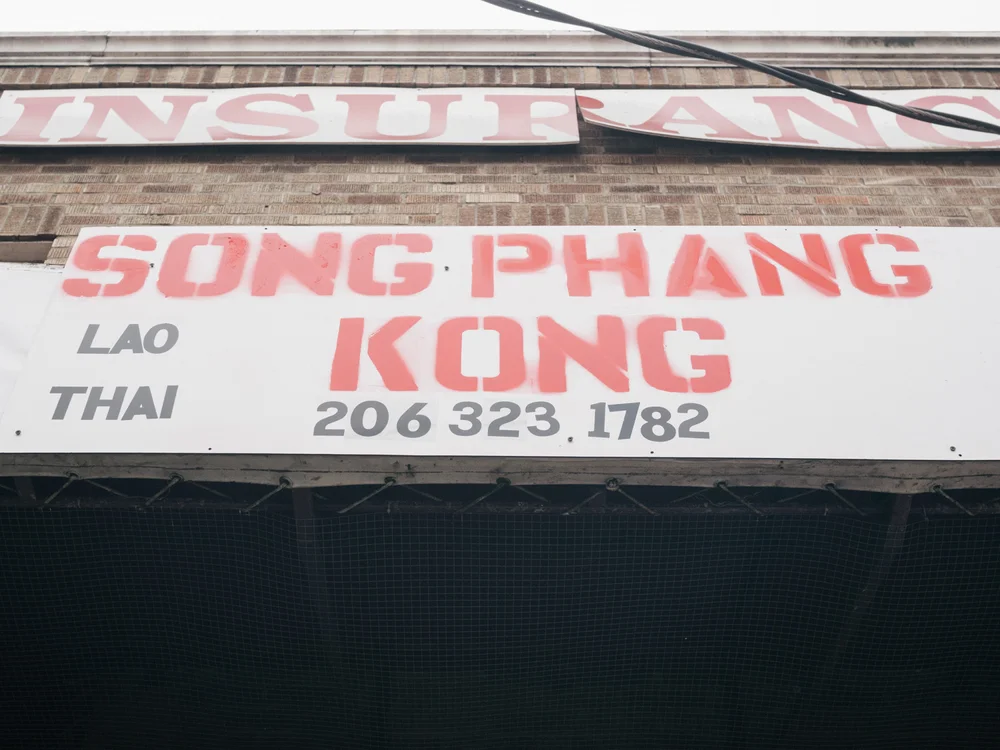 INSURANC
SONG PHANG
KONG
LAO
THAI
206 323 1782